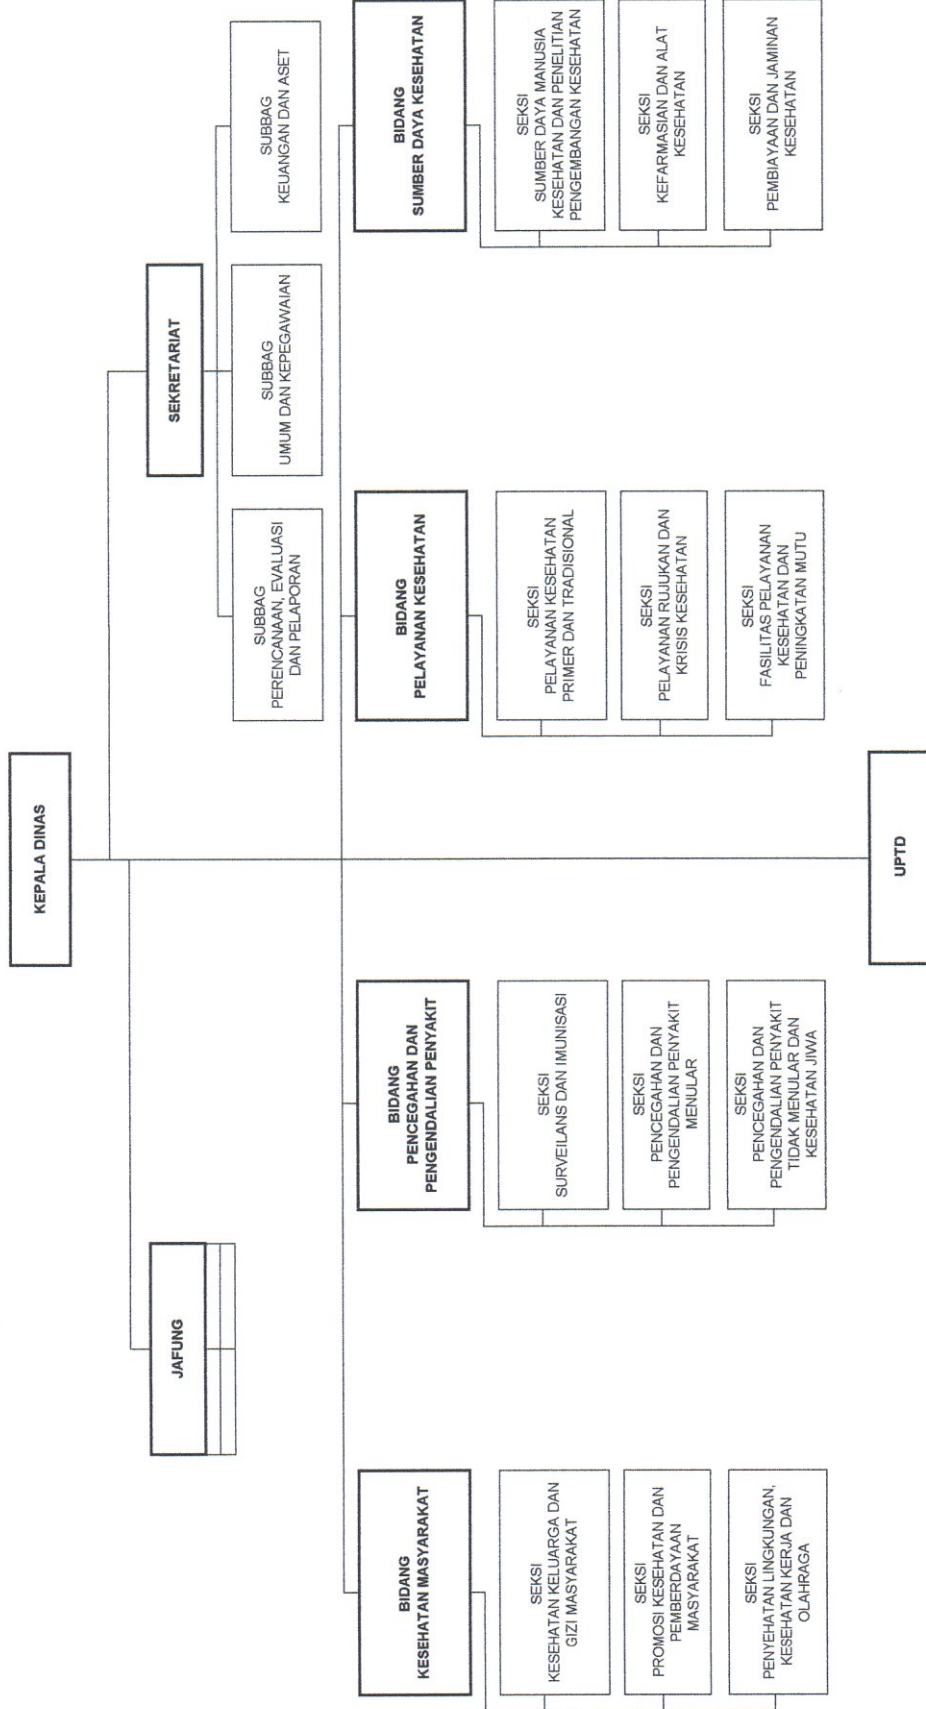 KEPALA DINAS
JAFUNG
SEKRETARIAT
SUBBAG
PERENCANAAN, EVALUASI
DAN PELAPORAN
SUBBAG
UMUM DAN KEPEGAWAIAN
SUBBAG
KEUANGAN DAN ASET
BIDANG
KESEHATAN MASYARAKAT
SEKSI
KESEHATAN KELUARGA DAN
GIZI MASYARAKAT
SEKSI
PROMOSI KESEHATAN DAN
PEMBERDAYAAN
MASYARAKAT
SEKSI
PENYEHATAN LINGKUNGAN,
KESEHATAN KERJA DAN
OLAHRAGA
BIDANG
PENCEGAHAN DAN
PENGENDALIAN PENYAKIT
SEKSI
SURVEILANS DAN IMUNISASI
SEKSI
PENCEGAHAN DAN
PENGENDALIAN PENYAKIT
MENULAR
SEKSI
PENCEGAHAN DAN
PENGENDALIAN PENYAKIT
TIDAK MENULAR DAN
KESEHATAN JIWA
BIDANG
PELAYANAN KESEHATAN
SEKSI
PELAYANAN KESEHATAN
PRIMER DAN TRADISIONAL
SEKSI
PELAYANAN RUJUKAN DAN
KRISIS KESEHATAN
SEKSI
FASILITAS PELAYANAN
KESEHATAN DAN
PENINGKATAN MUTU
BIDANG
SUMBER DAYA KESEHATAN
SEKSI
SUMBER DAYA MANUSIA
KESEHATAN DAN PENELITIAN
PENGEMBANGAN KESEHATAN
SEKSI
KEFARMASIAN DAN ALAT
KESEHATAN
SEKSI
PEMBIAYAAN DAN JAMINAN
KESEHATAN
UPTD